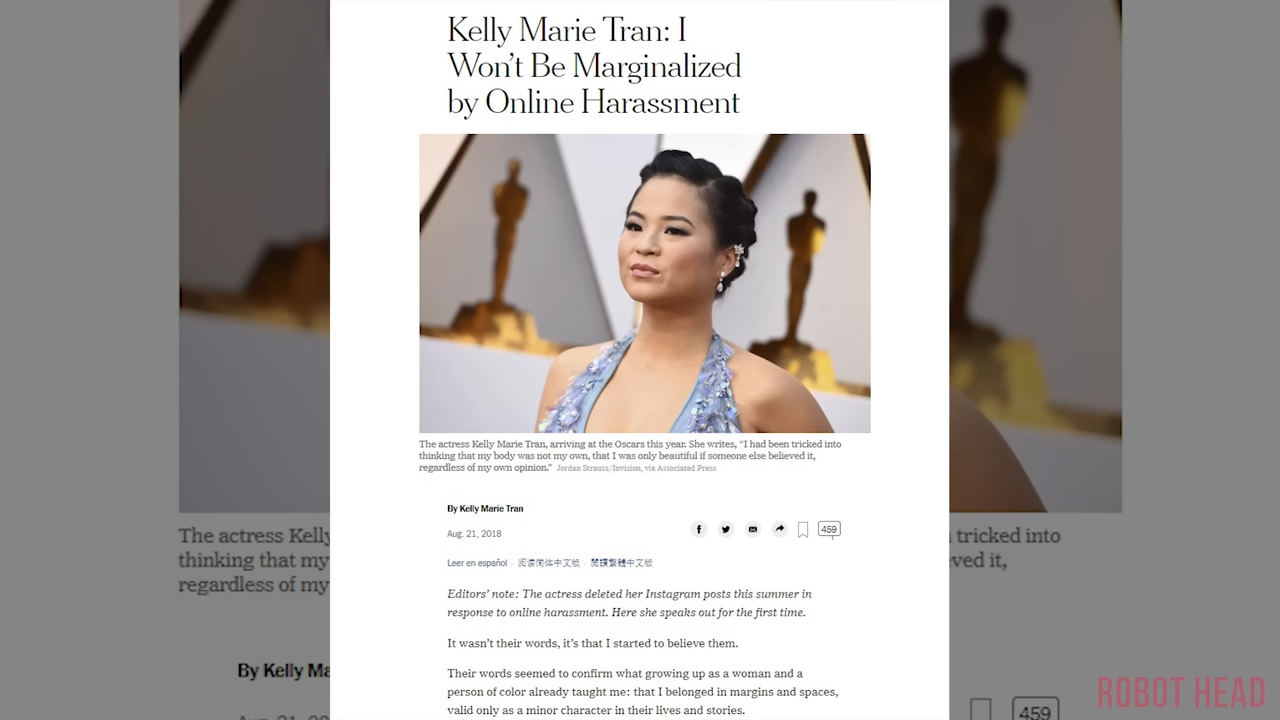 Kelly Marie Tran: I
Won't Be Marginalized
by Online Harassment
The actress Kelly Marie Tran, arriving at the Oscars this year. She writes, “I had been tricked into
thinking that my body was not my own, that I was only beautiful if someone else believed it,
regardless of my own opinion.” Jordan Strauss/Invision, via Associated Press
By Kelly Marie Tran
Aug. 21, 2018
459
Leer en español · 阅读简体中文版 · 閱讀繁體中文版
Editors’ note: The actress deleted her Instagram posts this summer in
response to online harassment. Here she speaks out for the first time.
It wasn’t their words, it’s that I started to believe them.
Their words seemed to confirm what growing up as a woman and a
person of color already taught me: that I belonged in margins and spaces,
valid only as a minor character in their lives and stories.
The actress Kelly
thinking that my
regardless of my
tricked into
ved it,
By Kelly Ma
459
ROBOT HEAD